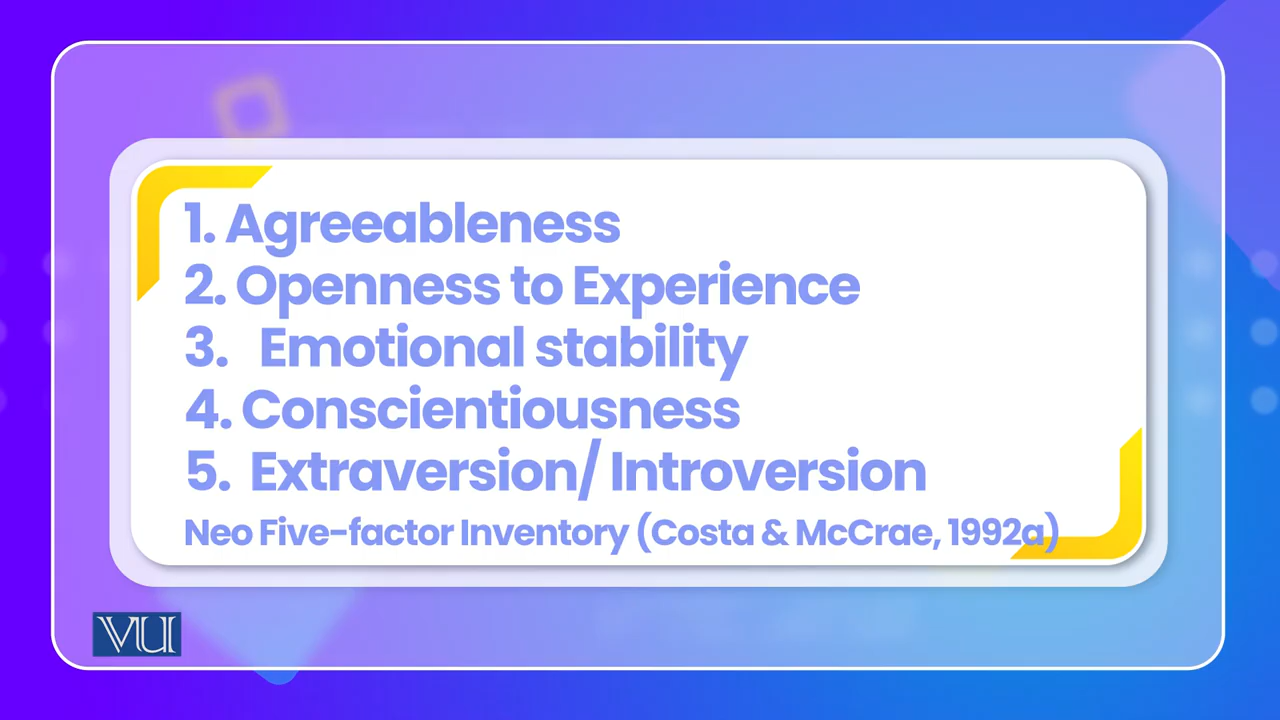 1. Agreeableness
2. Openness to Experience
3. Emotional stability
4. Conscientiousness
5. Extraversion/ Introversion
Neo Five-factor Inventory (Costa & McCrae, 1992a)
VU